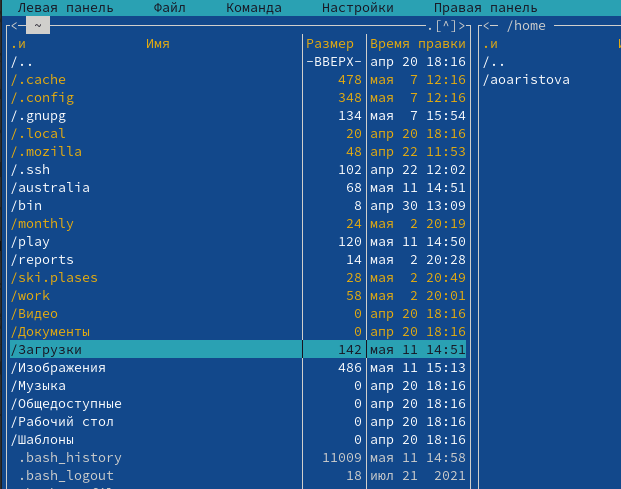 Левая панель Файл Команда Настройки Правая панель
<─ ~ .[^]> <─ /home
.и Имя Размер Время правки .и
/.. -ВВЕРХ- апр 20 18:16 /..
/.cache 478 мая 7 12:16 /aoaristova
/.config 348 мая 7 12:16
/.gnupg 134 мая 7 15:54
/.local 20 апр 20 18:16
/.mozilla 48 апр 22 11:53
/.ssh 102 апр 22 12:02
/australia 68 мая 11 14:51
/bin 8 апр 30 13:09
/monthly 24 мая 2 20:19
/play 120 мая 11 14:50
/reports 14 мая 2 20:28
/ski.plases 28 мая 2 20:49
/work 58 мая 2 20:01
/Видео 0 апр 20 18:16
/Документы 0 апр 20 18:16
/Загрузки 142 мая 11 14:51
/Изображения 486 мая 11 15:13
/Музыка 0 апр 20 18:16
/Общедоступные 0 апр 20 18:16
/Рабочий стол 0 апр 20 18:16
/Шаблоны 0 апр 20 18:16
.bash_history 11009 мая 11 14:58
.bash_logout 18 июл 21 2021